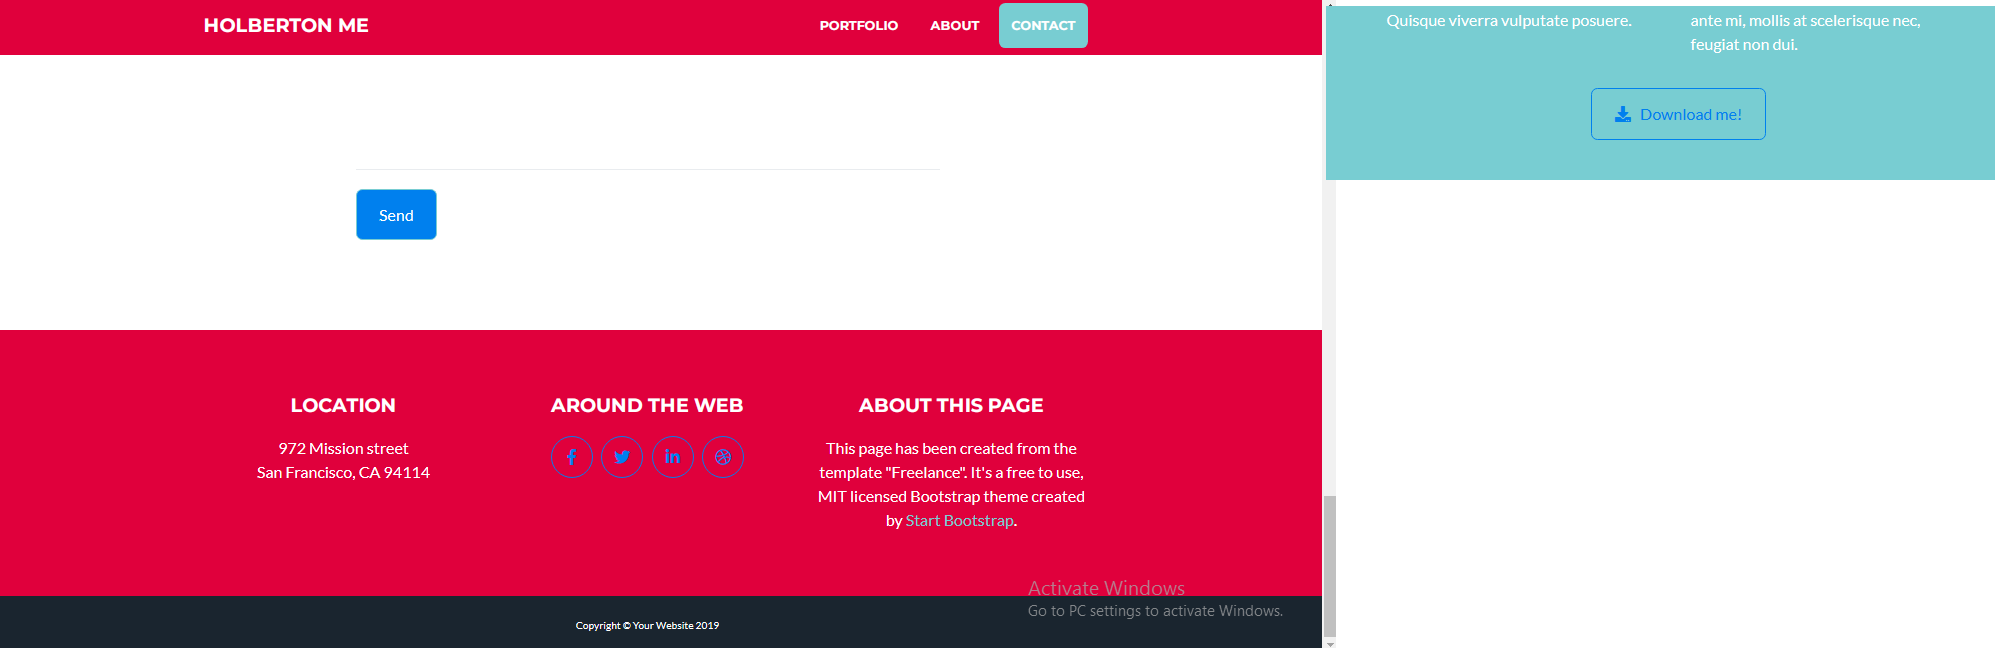 HOLBERTON ME
PORTFOLIO
ABOUT
CONTACT
Send
LOCATION
972 Mission street
San Francisco, CA 94114
AROUND THE WEB
ABOUT THIS PAGE
This page has been created from the
template "Freelance". It's a free to use,
MIT licensed Bootstrap theme created
by Start Bootstrap.
Activate Windows
Go to PC settings to activate Windows.
Copyright © Your Website 2019
Quisque viverra vulputate posuere.
ante mi, mollis at scelerisque nec,
feugiat non dui.
Download me!